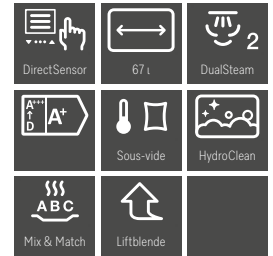 DirectSensor
67 l
DualSteam
2
A+++
D
A+
Sous-vide
HydroClean
ABC
Mix & Match
Liftblende